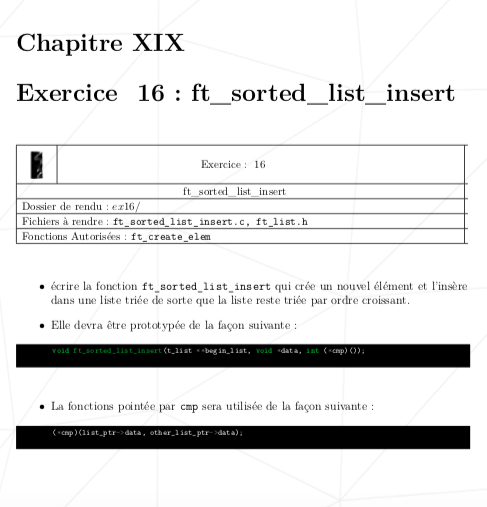 Chapitre XIX
Exercice 16 : ft_sorted_list_insert
Exercice : 16
ft_sorted_list_insert
Dossier de rendu : ex16/
Fichiers à rendre : ft_sorted_list_insert.c, ft_list.h
Fonctions Autorisées : ft_create_elem
• écrire la fonction ft_sorted_list_insert qui crée un nouvel élément et l'insère
dans une liste triée de sorte que la liste reste triée par ordre croissant.
• Elle devra être prototypée de la façon suivante :
void ft_sorted_list_insert(t_list **begin_list, void *data, int (*cmp)());
• La fonctions pointée par cmp sera utilisée de la façon suivante :
(*cmp)(list_ptr->data, other_list_ptr->data);